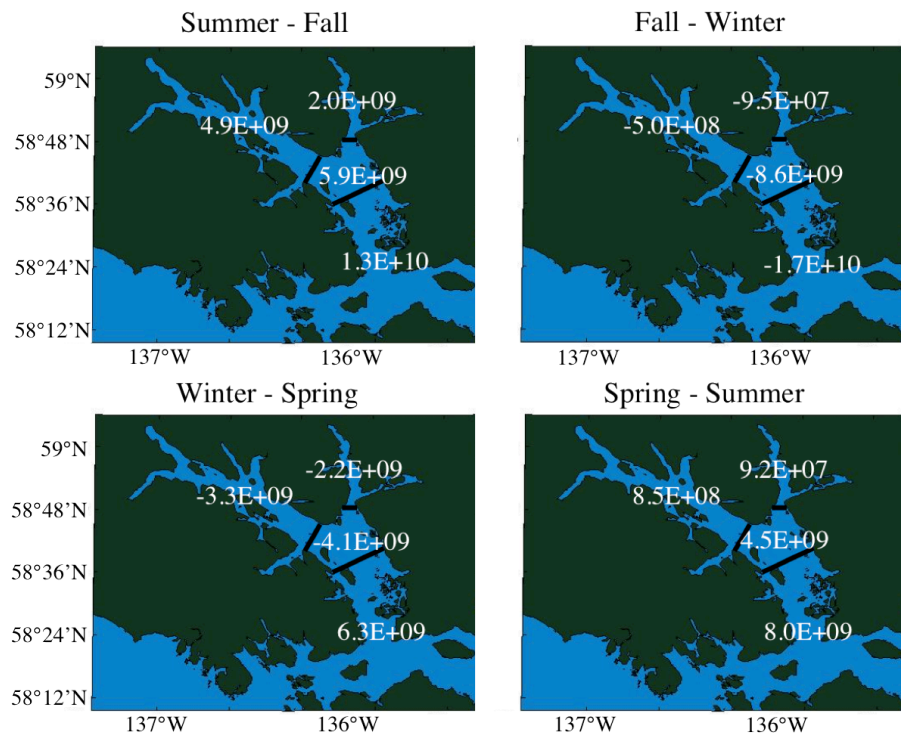 Summer - Fall
Fall - Winter
59°N
58°48'N
58°36'N
58°24'N
58°12'N
2.0E+09
4.9E+09
5.9E+09
1.3E+10
137°W
136°W
-9.5E+07
-5.0E+08
-8.6E+09
-1.7E+10
137°W
136°W
Winter - Spring
Spring - Summer
59°N
58°48'N
58°36'N
58°24'N
58°12'N
-2.2E+09
-3.3E+09
-4.1E+09
6.3E+09
137°W
136°W
9.2E+07
8.5E+08
4.5E+09
8.0E+09
137°W
136°W